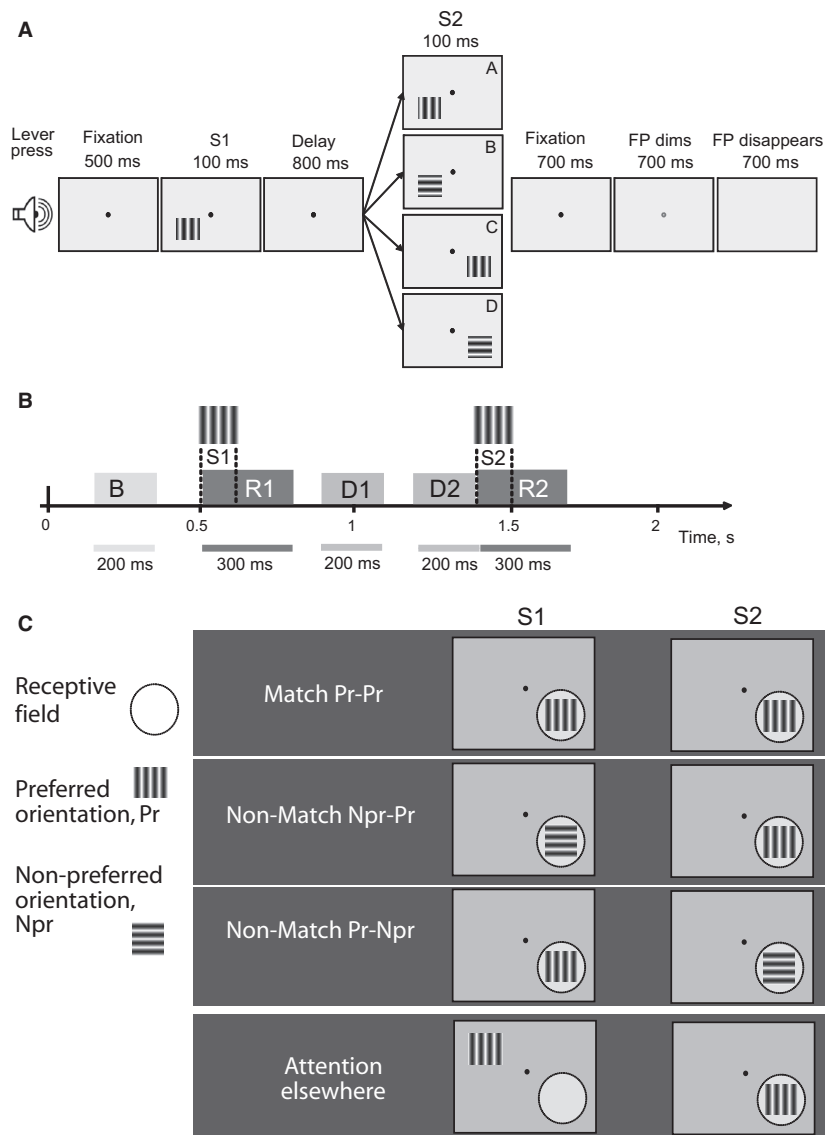 A
S2
100 ms
A
B
C
D
Lever
press
Fixation
500 ms
S1
100 ms
Delay
800 ms
Fixation
700 ms
FP dims
700 ms
FP disappears
700 ms
B
S1
S2
B
R1
D1
D2
R2
0
0.5
1
1.5
2
Time, s
200 ms
300 ms
200 ms
200 ms
300 ms
C
S1
S2
Receptive
field
Preferred
orientation, Pr
Non-preferred
orientation,
Npr
Match Pr-Pr
Non-Match Npr-Pr
Non-Match Pr-Npr
Attention
elsewhere